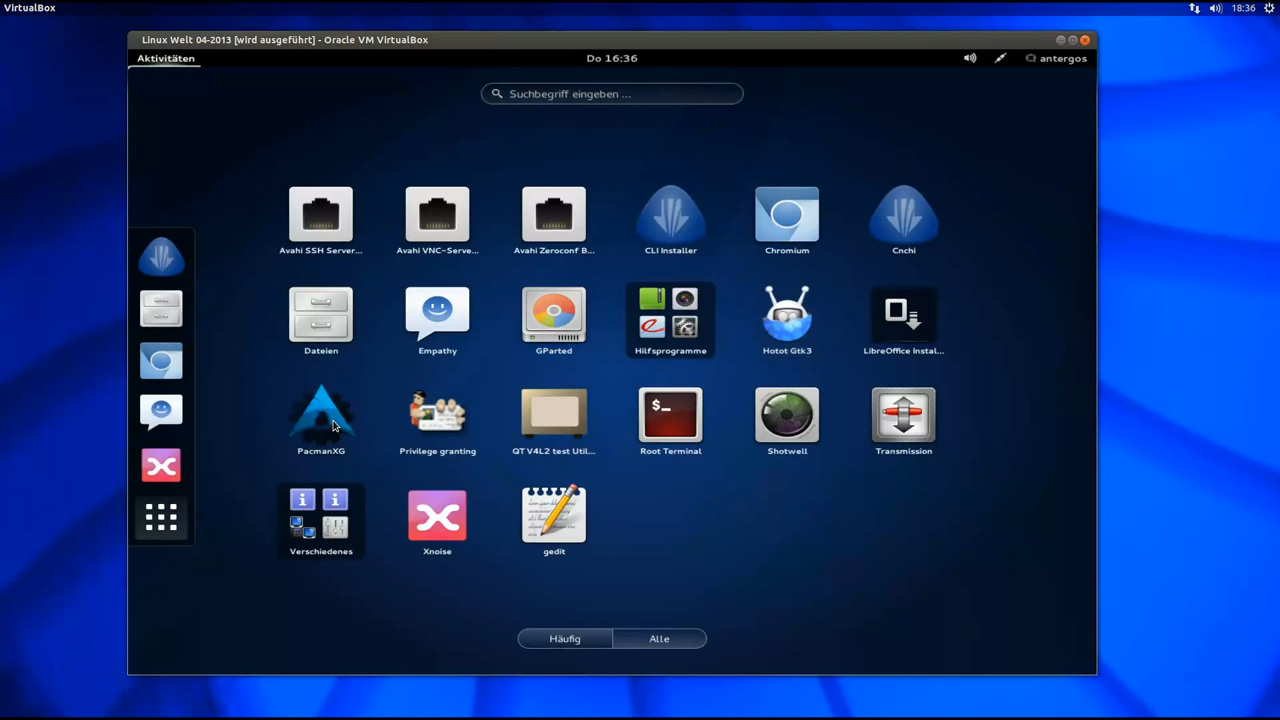 VirtualBox
18:36
Linux Welt 04-2013 [wird ausgeführt] - Oracle VM VirtualBox
Aktivitäten
Do 16:36
antergos
Suchbegriff eingeben ...
Avahi SSH Server...
Avahi VNC-Serve...
Avahi Zeroconf B...
CLI Installer
Chromium
Cnchi
Dateien
Empathy
GParted
Hilfsprogramme
Hotot Gtk3
LibreOffice Instal...
$_
PacmanXG
Privilege granting
QT V4L2 test Util...
Root Terminal
Shotwell
Transmission
Verschiedenes
Xnoise
gedit
Häufig
Alle